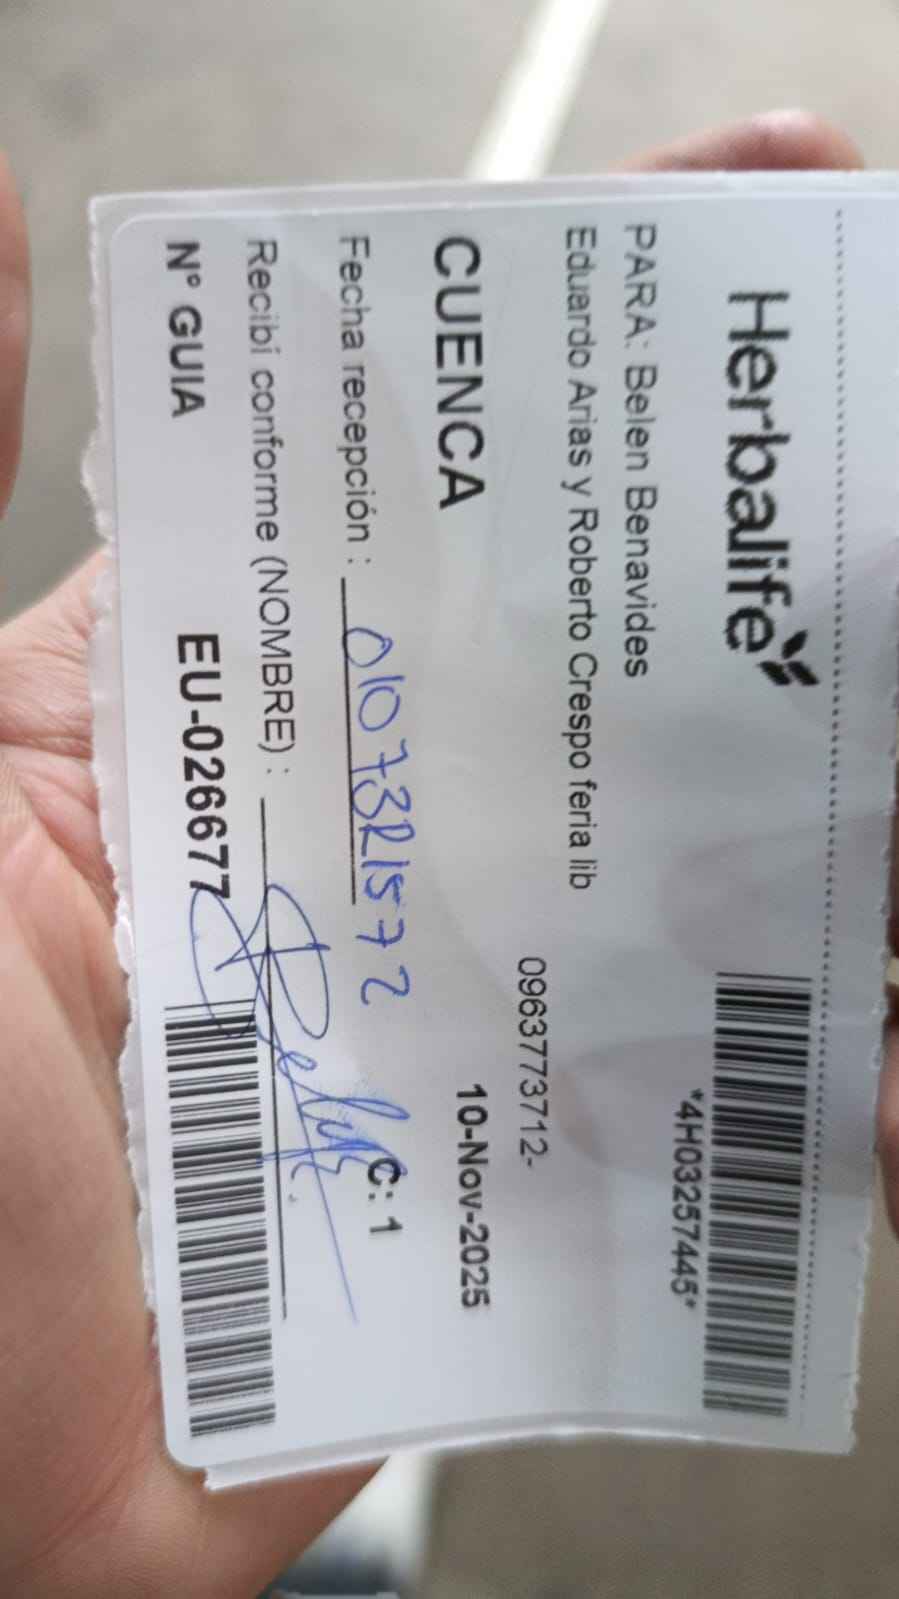 Herbalife
*4H03257445*
PARA: Belen Benavides
Eduardo Arias y Roberto Crespo feria lib
0963773712-
CUENCA
10-Nov-2025
Fecha recepción :
C: 1
Recibí conforme (NOMBRE) :
Nº GUIA
EU-026677